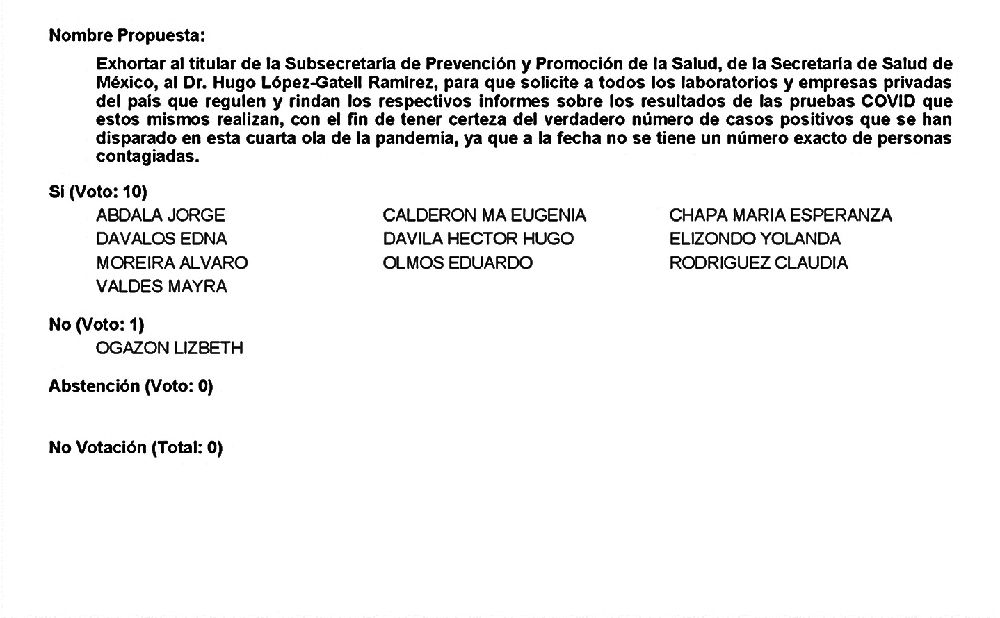 Nombre Propuesta:
Exhortar al titular de la Subsecretaría de Prevención y Promoción de la Salud, de la Secretaría de Salud de
México, al Dr. Hugo López-Gatell Ramírez, para que solicite a todos los laboratorios y empresas privadas
del país que regulen y rindan los respectivos informes sobre los resultados de las pruebas COVID que
estos mismos realizan, con el fin de tener certeza del verdadero número de casos positivos que se han
disparado en esta cuarta ola de la pandemia, ya que a la fecha no se tiene un número exacto de personas
contagiadas.
Sí (Voto: 10)
ABDALA JORGE CALDERON MA EUGENIA CHAPA MARIA ESPERANZA
DAVALOS EDNA DAVILA HECTOR HUGO ELIZONDO YOLANDA
MOREIRA ALVARO OLMOS EDUARDO RODRIGUEZ CLAUDIA
VALDES MAYRA
No (Voto: 1)
OGAZON LIZBETH
Abstención (Voto: 0)
No Votación (Total: 0)